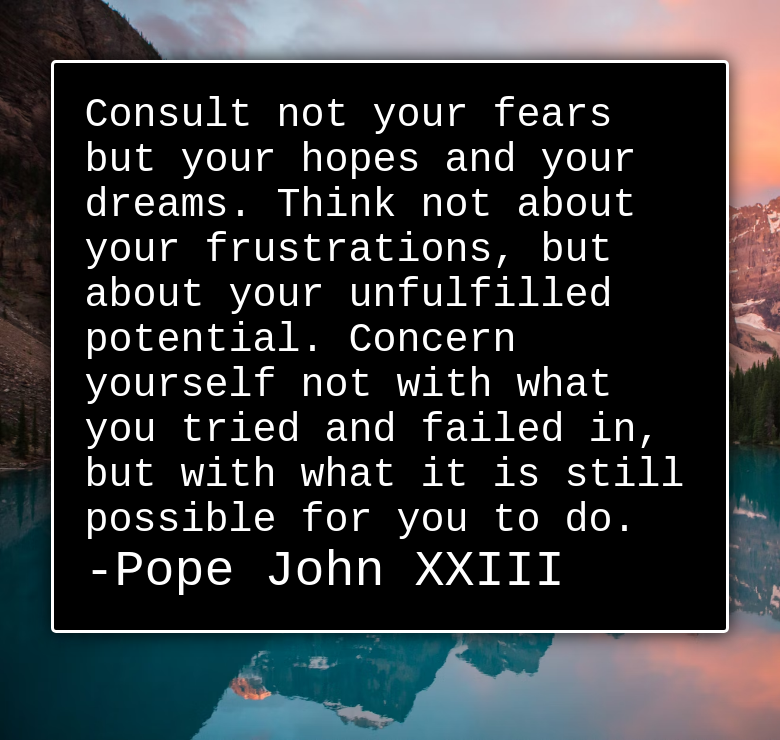 Consult not your fears
but your hopes and your
dreams. Think not about
your frustrations, but
about your unfulfilled
potential. Concern
yourself not with what
you tried and failed in,
but with what it is still
possible for you to do.
-Pope John XXIII